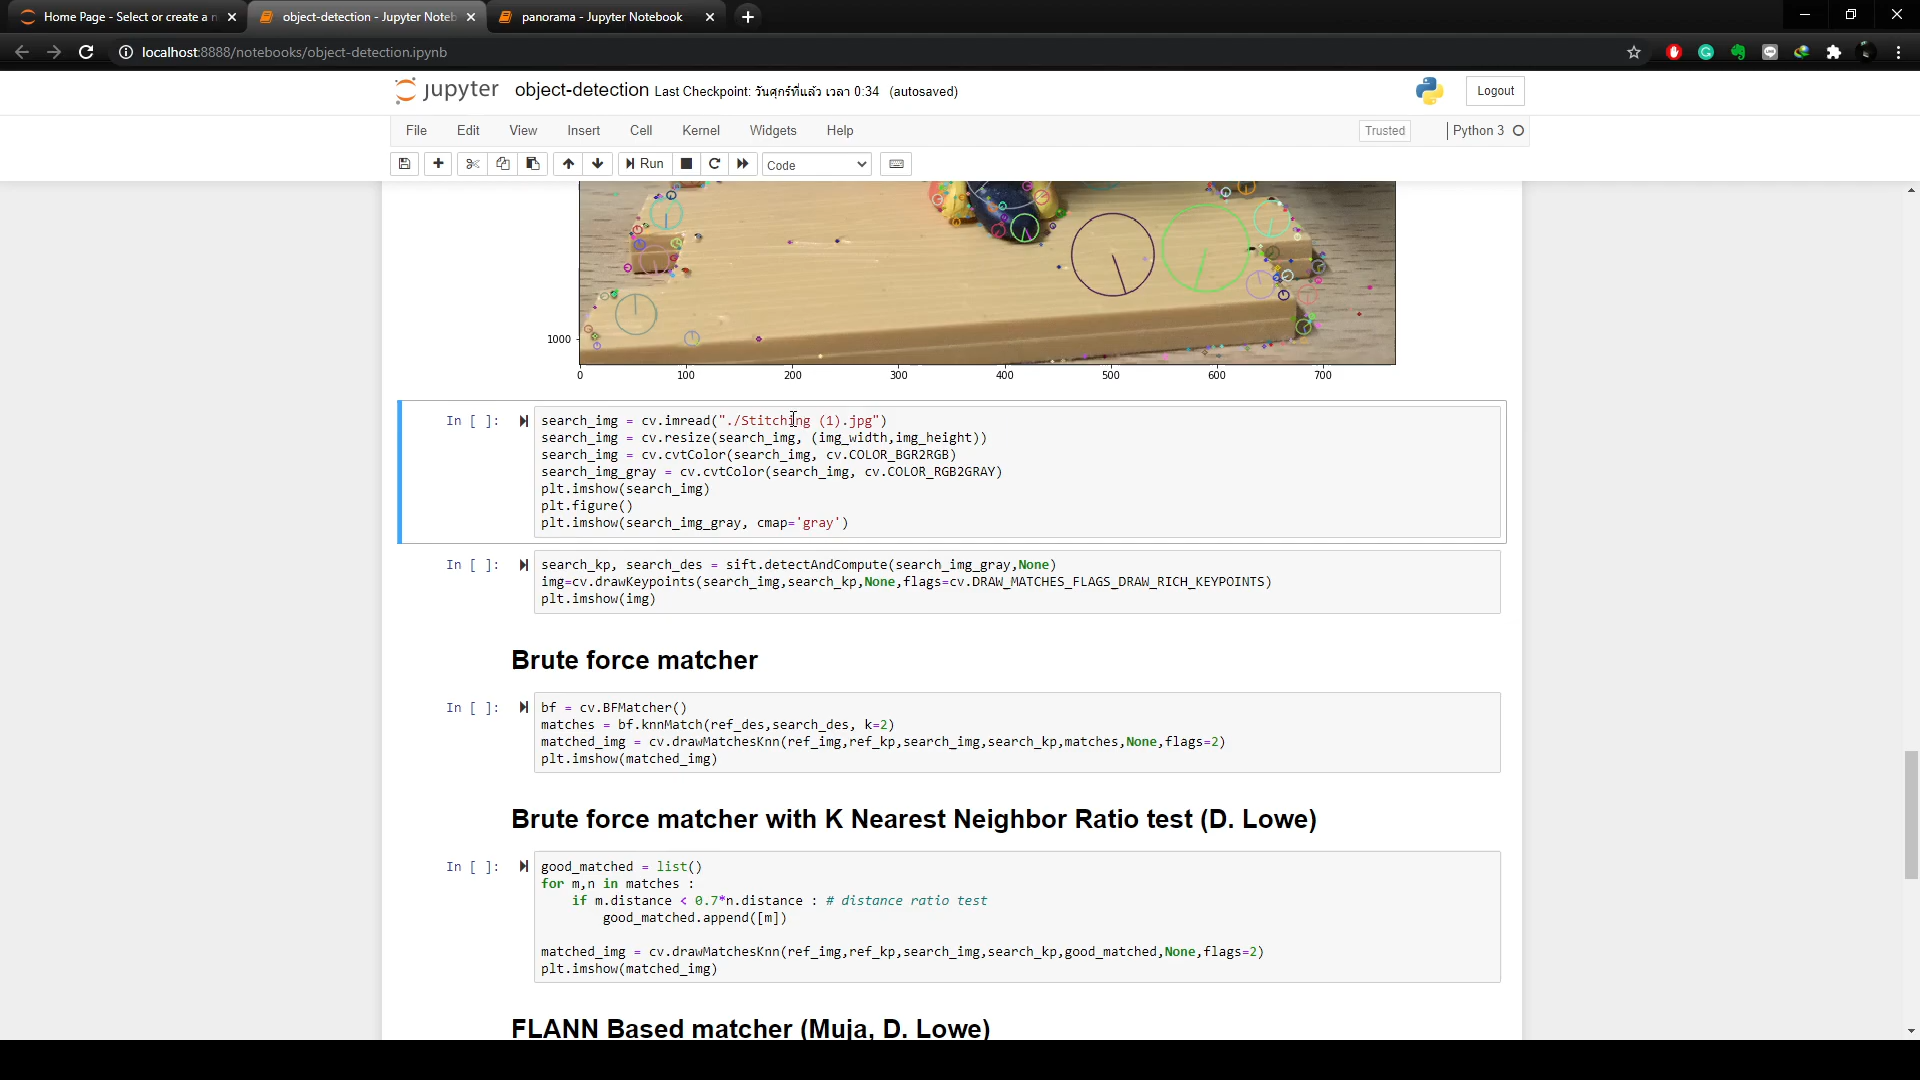 Home Page - Select or create a n
object-detection - Jupyter Noteb
panorama - Jupyter Notebook
localhost:8888/notebooks/object-detection.ipynb
jupyter object-detection Last Checkpoint: วันศุกร์ที่แล้ว เวลา 0:34 (autosaved)
Logout
File Edit View Insert Cell Kernel Widgets Help
Trusted
Python 3
Run
Code
1000
0 100 200 300 400 500 600 700
In [ ]:
search_img = cv.imread("./Stitching (1).jpg")
search_img = cv.resize(search_img, (img_width,img_height))
search_img = cv.cvtColor(search_img, cv.COLOR_BGR2RGB)
search_img_gray = cv.cvtColor(search_img, cv.COLOR_RGB2GRAY)
plt.imshow(search_img)
plt.figure()
plt.imshow(search_img_gray, cmap='gray')
In [ ]:
search_kp, search_des = sift.detectAndCompute(search_img_gray,None)
img=cv.drawKeypoints(search_img,search_kp,None,flags=cv.DRAW_MATCHES_FLAGS_DRAW_RICH_KEYPOINTS)
plt.imshow(img)
Brute force matcher
In [ ]:
bf = cv.BFMatcher()
matches = bf.knnMatch(ref_des,search_des, k=2)
matched_img = cv.drawMatchesKnn(ref_img,ref_kp,search_img,search_kp,matches,None,flags=2)
plt.imshow(matched_img)
Brute force matcher with K Nearest Neighbor Ratio test (D. Lowe)
In [ ]:
good_matched = list()
for m,n in matches :
    if m.distance < 0.7*n.distance : # distance ratio test
        good_matched.append([m])
matched_img = cv.drawMatchesKnn(ref_img,ref_kp,search_img,search_kp,good_matched,None,flags=2)
plt.imshow(matched_img)
FLANN Based matcher (Muja, D. Lowe)